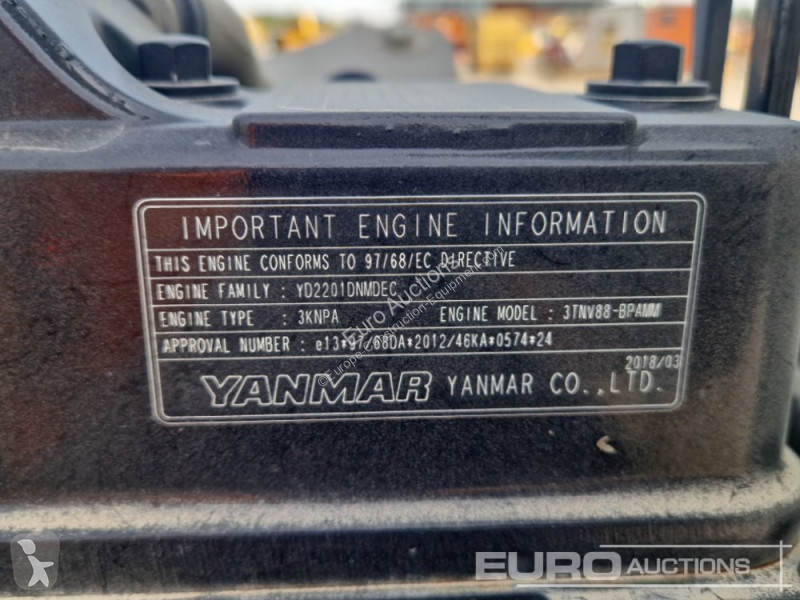 IMPORTANT ENGINE INFORMATION
THIS ENGINE CONFORMS TO 97/68/EC DIRECTIVE
ENGINE FAMILY : YD2201DNMDEC
ENGINE TYPE : 3KNPA ENGINE MODEL : 3TNV88-BPAMM
APPROVAL NUMBER : e13*97/68DA*2012/46KA*0574*24
2018/03
YANMAR YANMAR CO.,LTD.
EURO AUCTIONS